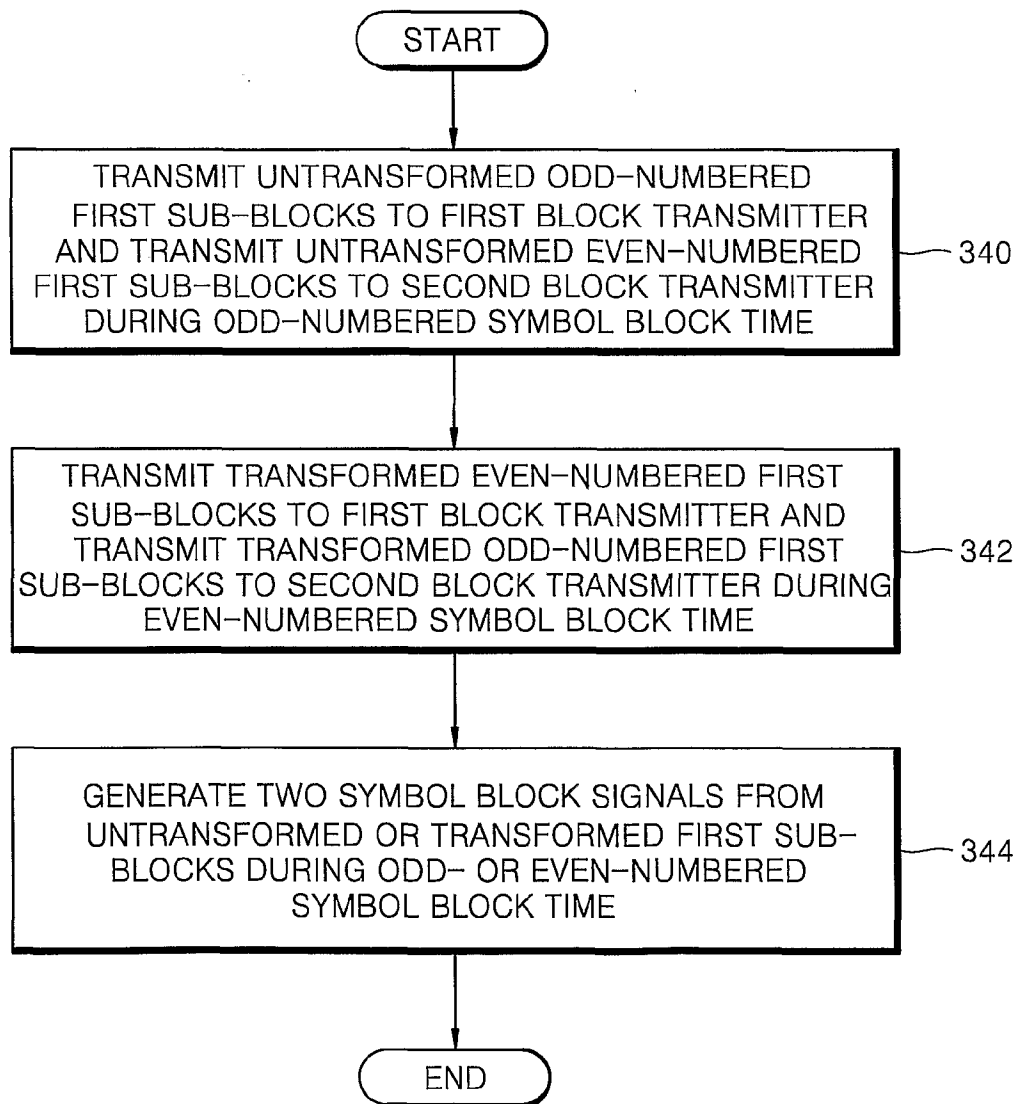 START
TRANSMIT UNTRANSFORMED ODD-NUMBERED
FIRST SUB-BLOCKS TO FIRST BLOCK TRANSMITTER
AND TRANSMIT UNTRANSFORMED EVEN-NUMBERED
FIRST SUB-BLOCKS TO SECOND BLOCK TRANSMITTER
DURING ODD-NUMBERED SYMBOL BLOCK TIME
340
TRANSMIT TRANSFORMED EVEN-NUMBERED FIRST
SUB-BLOCKS TO FIRST BLOCK TRANSMITTER AND
TRANSMIT TRANSFORMED ODD-NUMBERED FIRST
SUB-BLOCKS TO SECOND BLOCK TRANSMITTER DURING
EVEN-NUMBERED SYMBOL BLOCK TIME
342
GENERATE TWO SYMBOL BLOCK SIGNALS FROM
UNTRANSFORMED OR TRANSFORMED FIRST SUB-
BLOCKS DURING ODD- OR EVEN-NUMBERED
SYMBOL BLOCK TIME
344
END